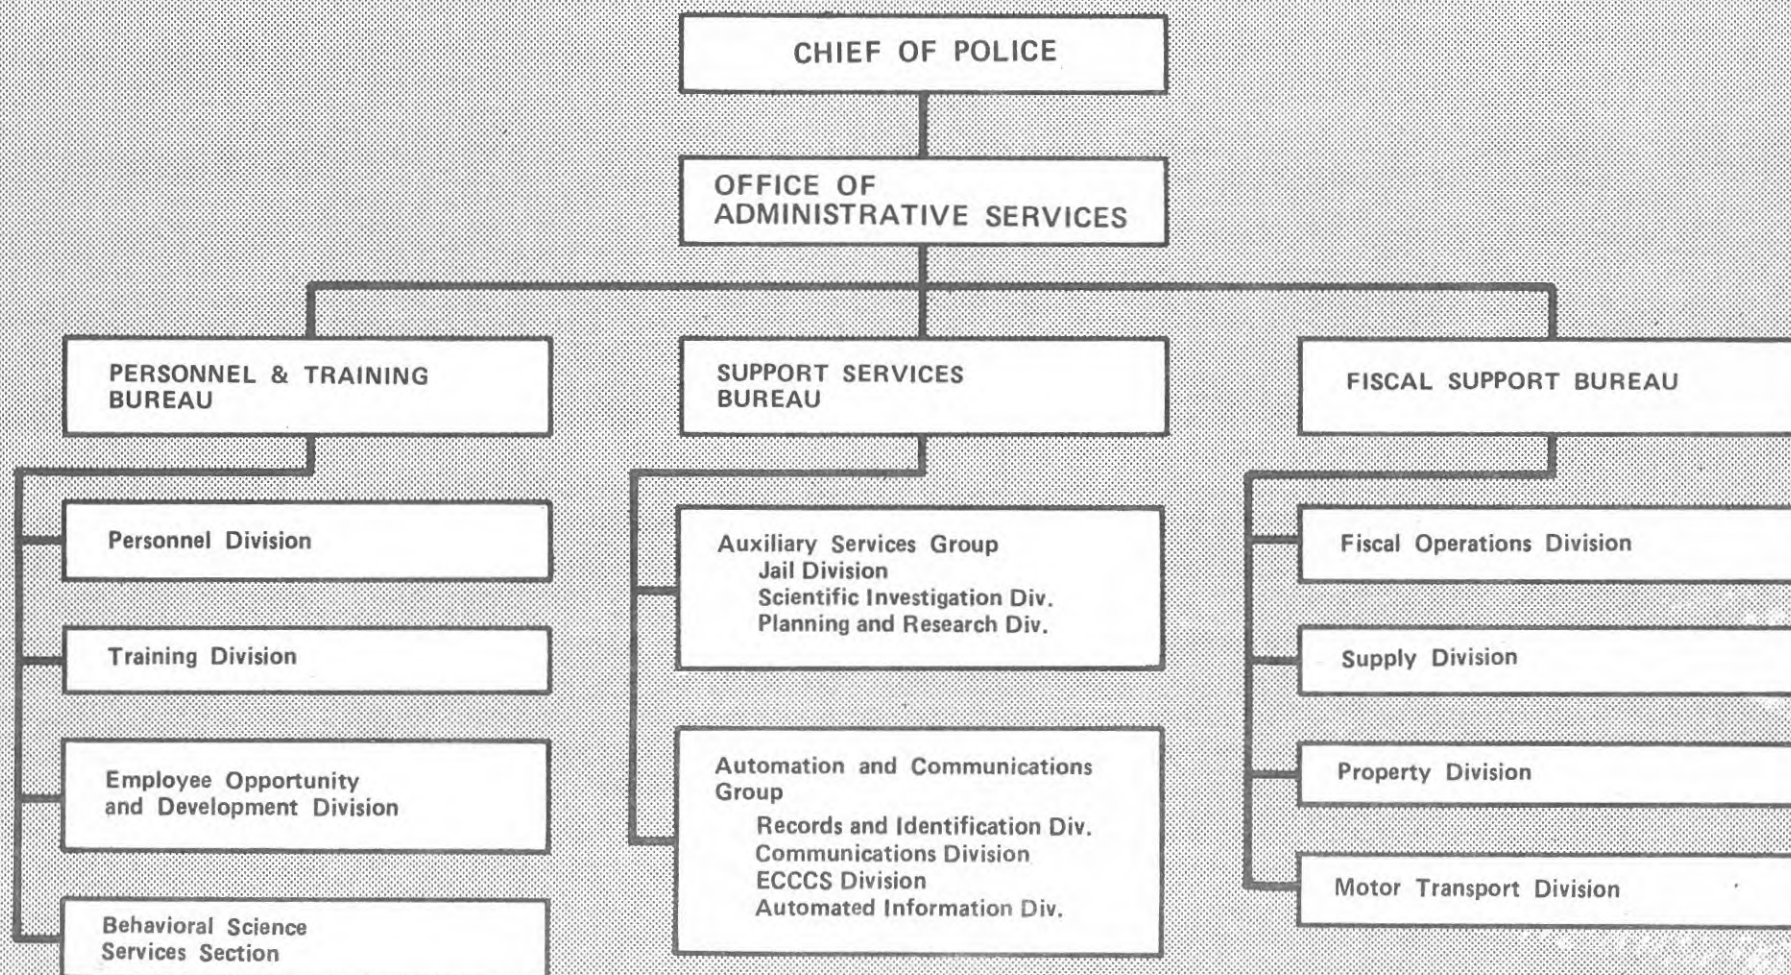 CHIEF OF POLICE
OFFICE OF
ADMINISTRATIVE SERVICES
PERSONNEL & TRAINING
BUREAU
Personnel Division
Training Division
Employee Opportunity
and Development Division
Behavioral Science
Services Section
SUPPORT SERVICES
BUREAU
Auxiliary Services Group
Jail Division
Scientific Investigation Div.
Planning and Research Div.
Automation and Communications
Group
Records and Identification Div.
Communications Division
ECCCS Division
Automated Information Div.
FISCAL SUPPORT BUREAU
Fiscal Operations Division
Supply Division
Property Division
Motor Transport Division